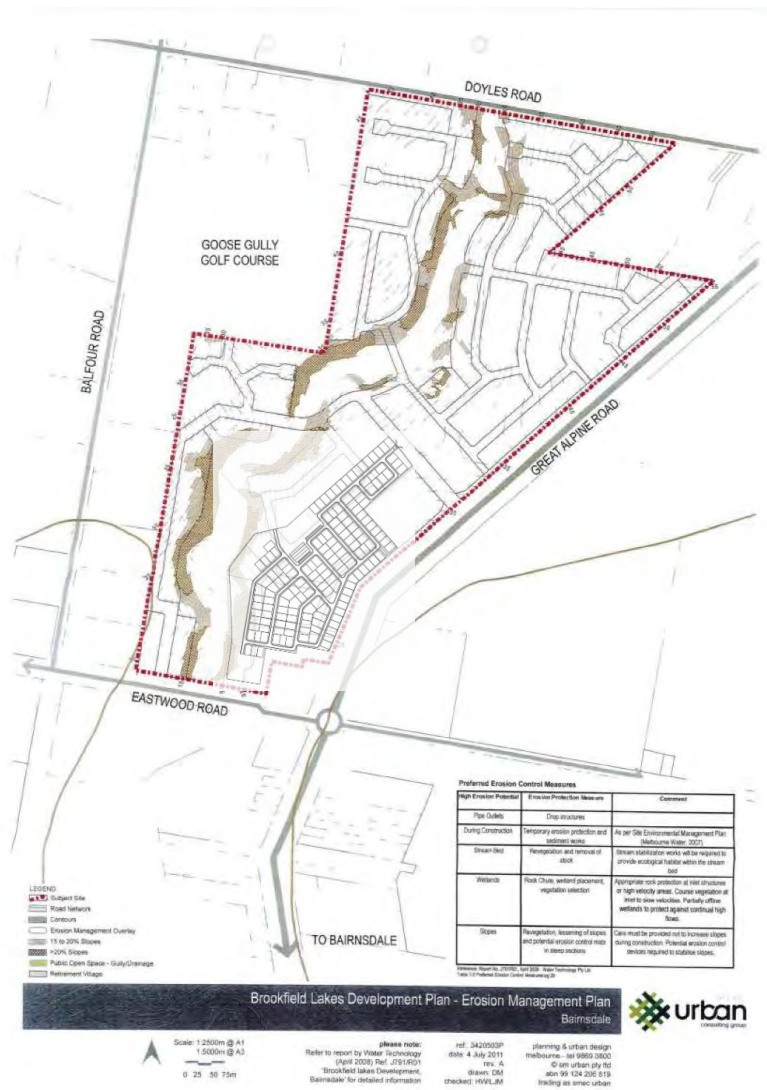 DOYLES ROAD
GOOSE GULLY
GOLF COURSE
BALFOUR ROAD
GREAT ALPINE ROAD
EASTWOOD ROAD
TO BAIRNSDALE
Preferred Erosion Control Measures
High Erosion Potential Erosion Protection Measure Comment
Pipe Outlets Drop structures
During Construction Temporary erosion protection and As per Site Environmental Management Plan
sediment works (Melbourne Water, 2007)
Stream Bed Revegetation and removal of Stream stabilization works will be required to
stock provide ecological habitat within the stream
bed
Wetlands Rock Chute, wetland placement, Appropriate rock protection at inlet structures
vegetation selection or high velocity areas. Course vegetation at
inlet to slow velocities. Partially offline
wetlands to protect against continual high
flows.
Slopes Revegetation, lessening of slopes Care must be provided not to increase slopes
and potential erosion control mats during construction. Potential erosion control
in steep sections devices required to stabilise slopes.
LEGEND
Subject Site
Road Network
Contours
Erosion Management Overlay
15 to 20% Slopes
>20% Slopes
Public Open Space - Gully/Drainage
Retirement Village
Brookfield Lakes Development Plan - Erosion Management Plan
Bairnsdale
urban
consulting group
Scale: 1:2500m @ A1
1:5000m @ A3
0 25 50 75m
please note:
Refer to report by Water Technology
(April 2008) Ref. J791/R01
'Brookfield lakes Development,
Bairnsdale' for detailed information
ref: 3420503P
date: 4 July 2011
rev: A
drawn: DM
checked: HW/LJM
planning & urban design
melbourne - tel 9869 0800
© sm urban pty ltd
abn 99 124 206 819
trading as smec urban